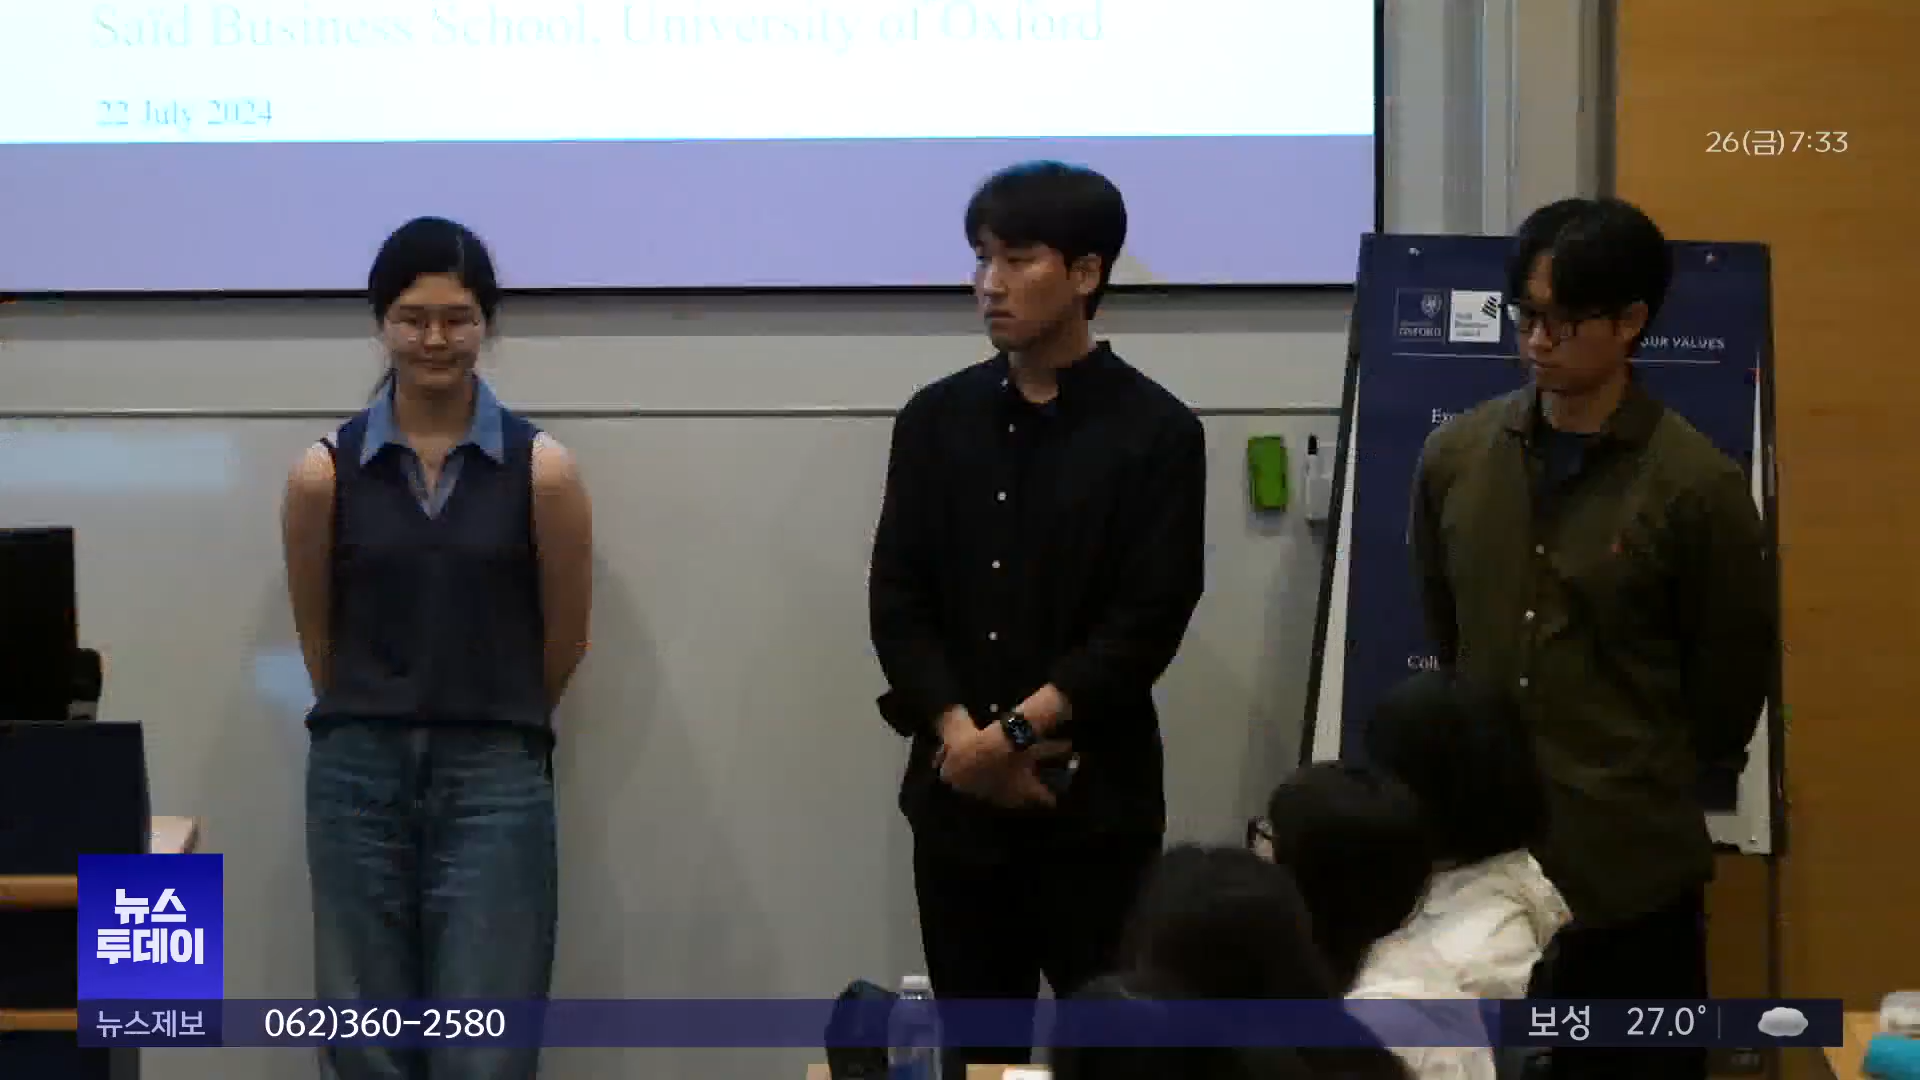 Saïd Business School, University of Oxford
22 July 2024
26(금)7:33
OXFORD
OUR VALUES
뉴스
투데이
뉴스제보 062)360-2580
보성 27.0°